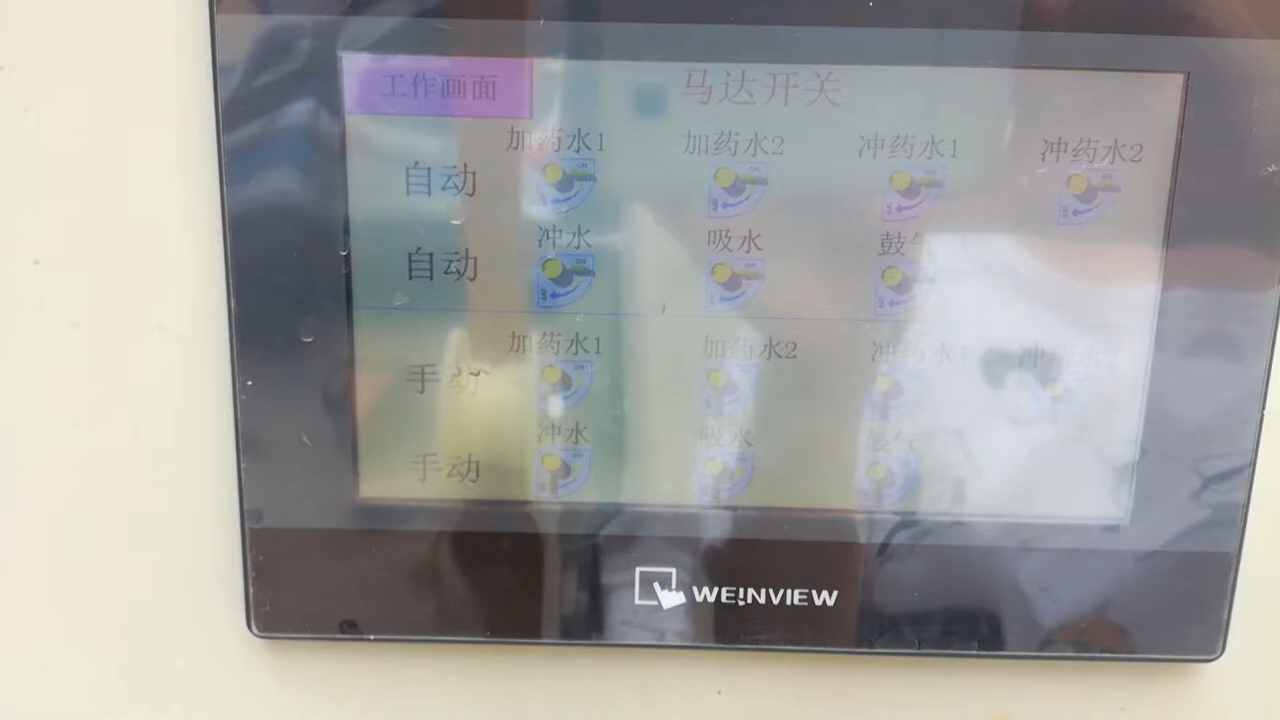 工作画面 马达开关
加药水1 加药水2 冲药水1 冲药水2
自动
冲水 吸水 鼓气
自动
加药水1 加药水2 冲药水1 冲药水
手动
冲水 吸水 鼓气
手动
WEINVIEW